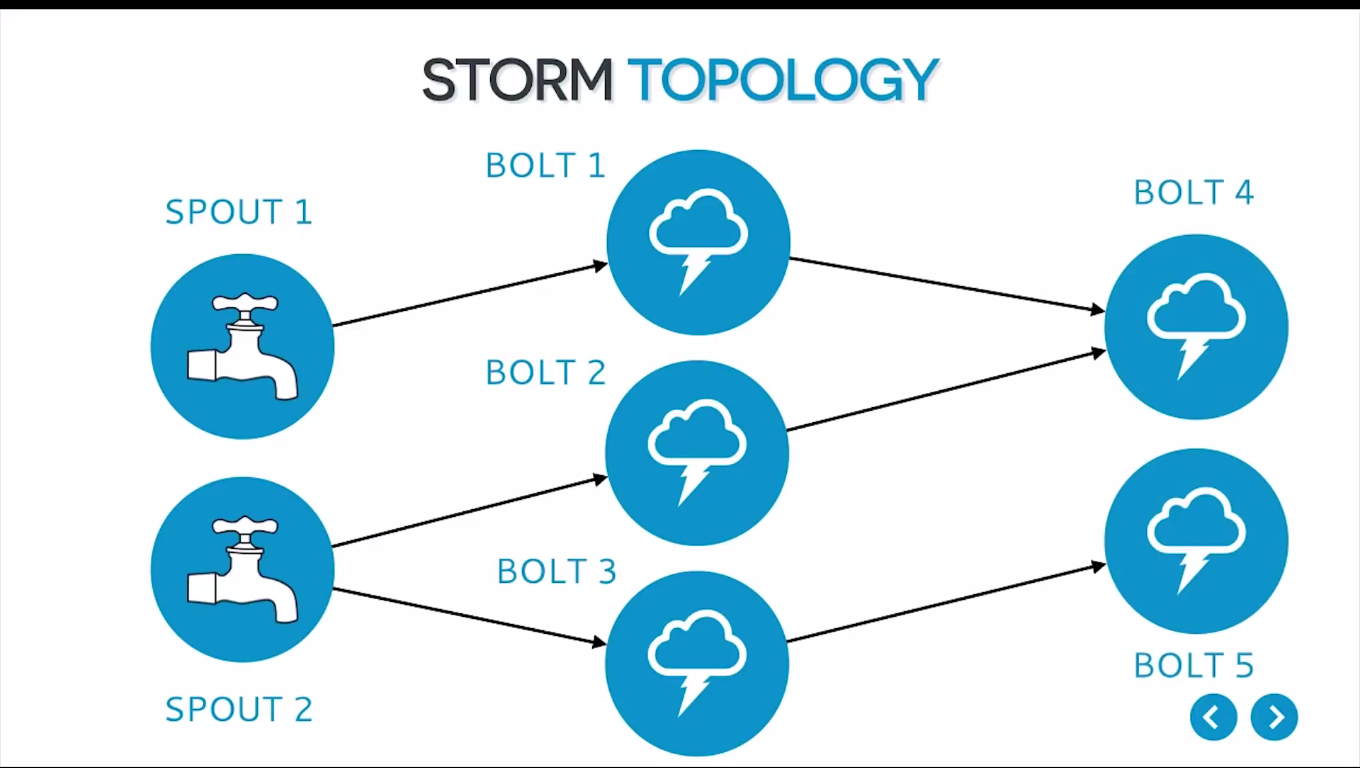 STORM TOPOLOGY
BOLT 1
BOLT 4
SPOUT 1
BOLT 2
BOLT 3
BOLT 5
SPOUT 2